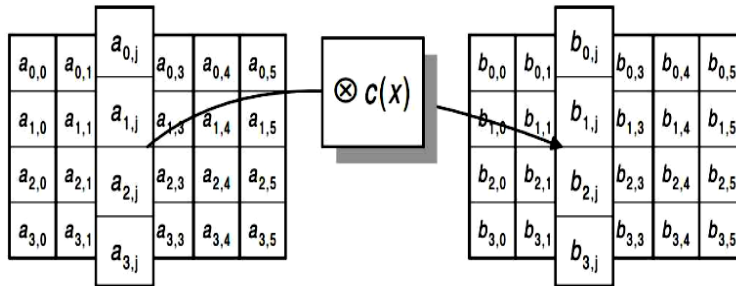 a0,j b0,j
a0,0 a0,1 a0,3 a0,4 a0,5 b0,0 b0,1 b0,3 b0,4 b0,5
a1,j ⊗ c(x) b1,j
a1,0 a1,1 a1,3 a1,4 a1,5 b1,0 b1,1 b1,3 b1,4 b1,5
a2,0 a2,1 a2,j a2,3 a2,4 a2,5 b2,0 b2,1 b2,j b2,3 b2,4 b2,5
a3,0 a3,1 a3,j a3,3 a3,4 a3,5 b3,0 b3,1 b3,j b3,3 b3,4 b3,5